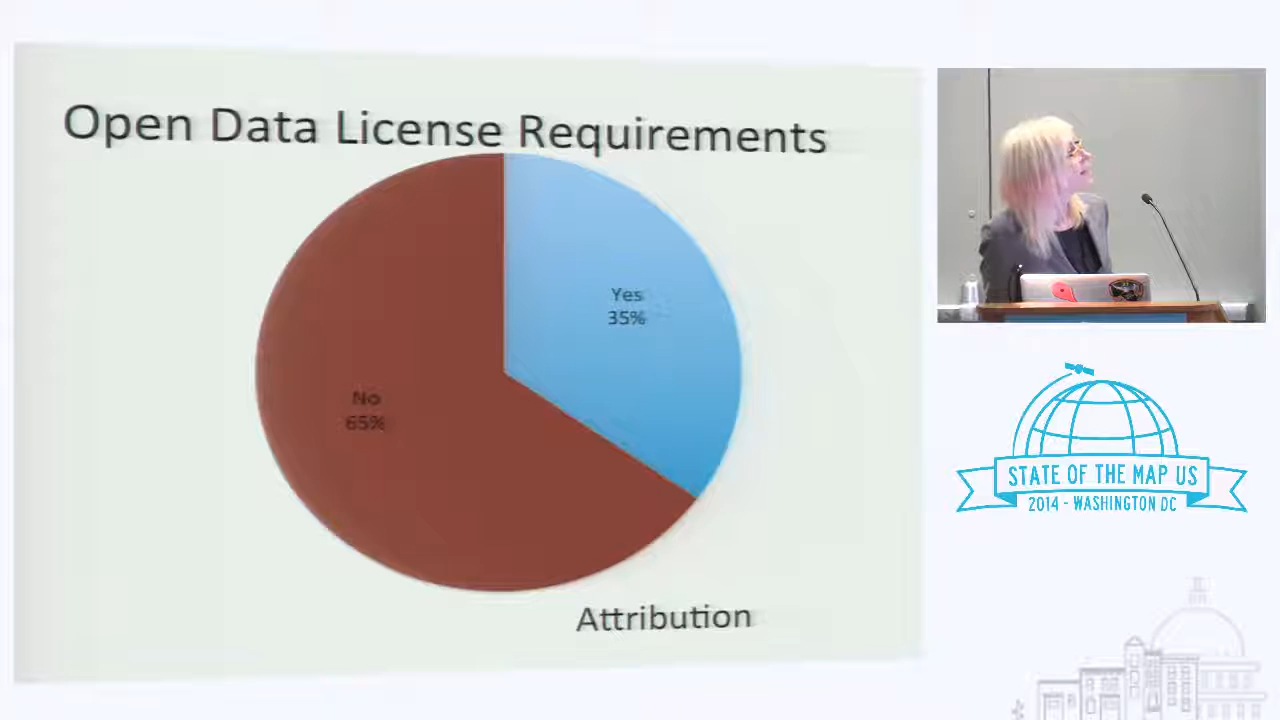 Open Data License Requirements
Yes
35%
No
65%
Attribution
STATE OF THE MAP US
2014 - WASHINGTON DC